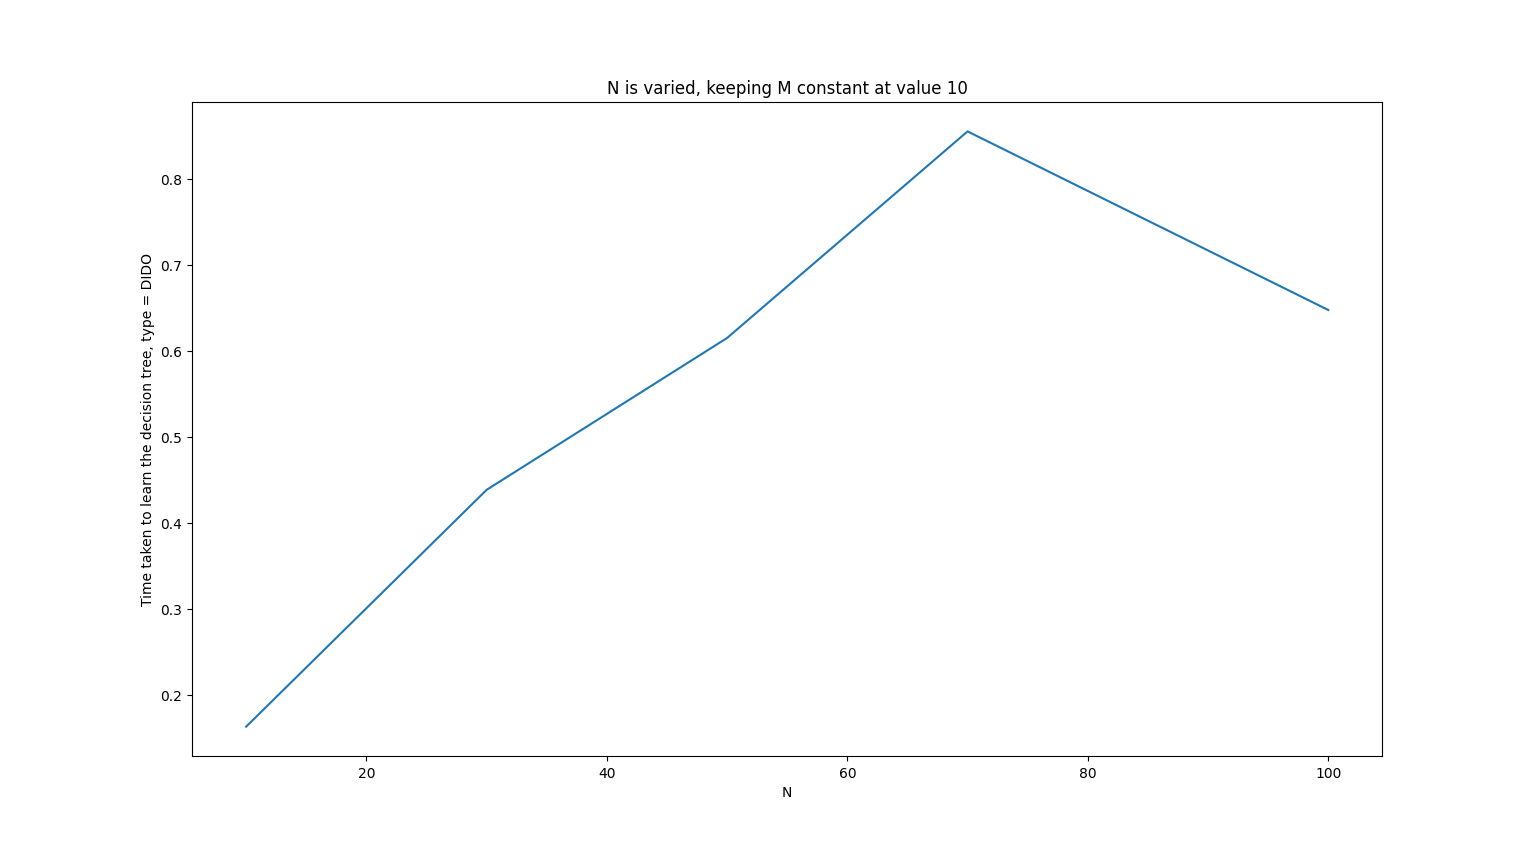 N is varied, keeping M constant at value 10
Time taken to learn the decision tree, type = DIDO
0.8
0.7
0.6
0.5
0.4
0.3
0.2
20 40 60 80 100
N